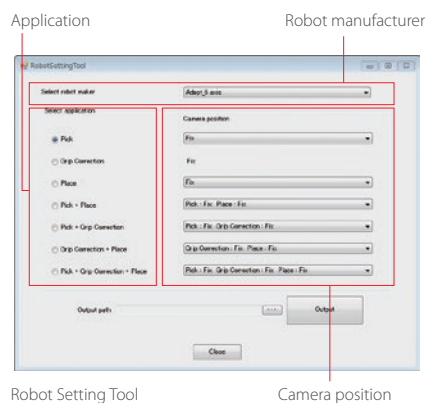 Application
Robot manufacturer
RobotSettingTool
Select robot maker
Adept_6 axis
Select application
Camera position
Pick
Fix
Grip Correction
Fix
Place
Fix
Pick + Place
Pick : Fix Place : Fix
Pick + Grip Correction
Pick : Fix Grip Correction : Fix
Grip Correction + Place
Grip Correction : Fix Place : Fix
Pick + Grip Correction + Place
Pick : Fix Grip Correction : Fix Place : Fix
Output path:
...
Output
Close
Robot Setting Tool
Camera position